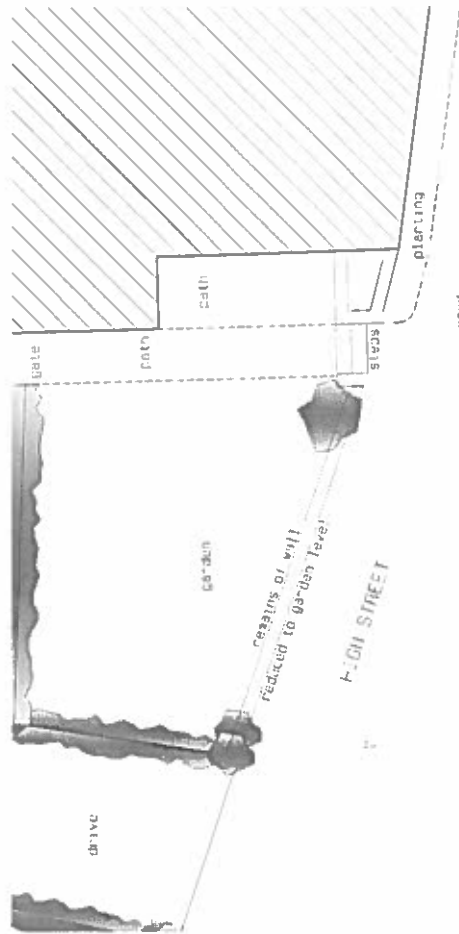 planting
path
path
gate
steps
garden
remains of wall
reduced to garden level
HIGH STREET
drive